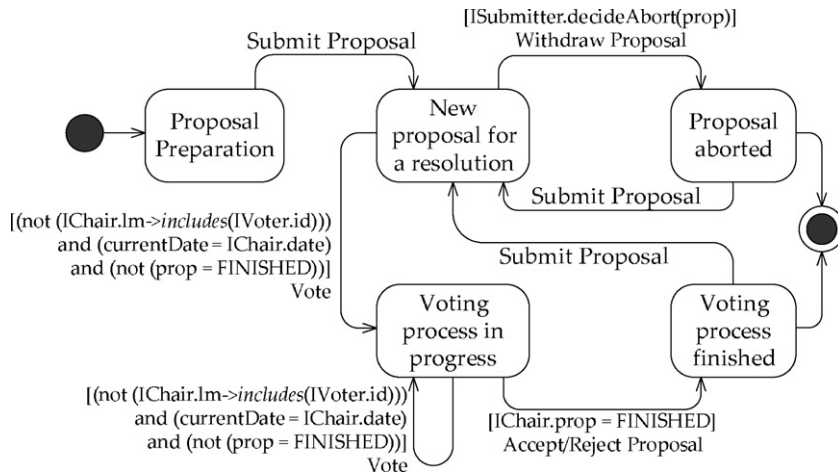 [ISubmitter.decideAbort(prop)]
Withdraw Proposal
Submit Proposal
Proposal
Preparation
New
proposal for
a resolution
Proposal
aborted
Submit Proposal
[(not (IChair.lm->includes(IVoter.id)))
and (currentDate = IChair.date)
and (not (prop = FINISHED))]
Vote
Submit Proposal
Voting
process in
progress
Voting
process
finished
[(not (IChair.lm->includes(IVoter.id)))
and (currentDate = IChair.date)
and (not (prop = FINISHED))]
Vote
[IChair.prop = FINISHED]
Accept/Reject Proposal